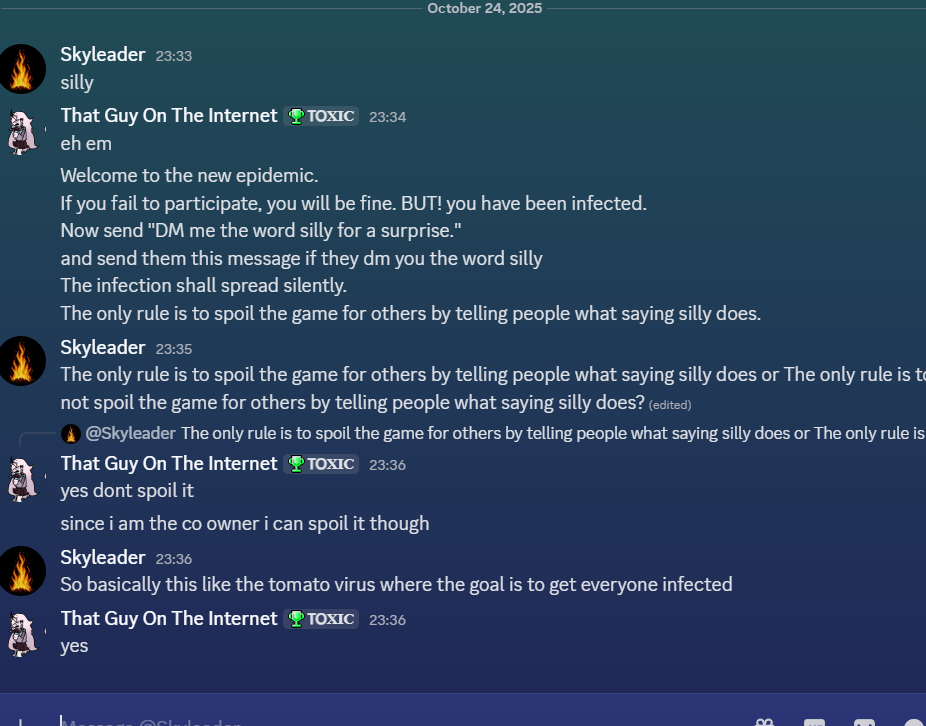 October 24, 2025
Skyleader 23:33
silly
That Guy On The Internet TOXIC 23:34
eh em
Welcome to the new epidemic.
If you fail to participate, you will be fine. BUT! you have been infected.
Now send "DM me the word silly for a surprise."
and send them this message if they dm you the word silly
The infection shall spread silently.
The only rule is to spoil the game for others by telling people what saying silly does.
Skyleader 23:35
The only rule is to spoil the game for others by telling people what saying silly does or The only rule is to
not spoil the game for others by telling people what saying silly does? (edited)
@Skyleader The only rule is to spoil the game for others by telling people what saying silly does or The only rule is
That Guy On The Internet TOXIC 23:36
yes dont spoil it
since i am the co owner i can spoil it though
Skyleader 23:36
So basically this like the tomato virus where the goal is to get everyone infected
That Guy On The Internet TOXIC 23:36
yes
Message @Skyleader